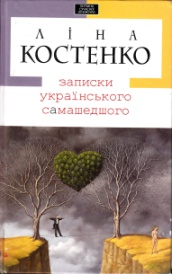 ЛІНА
КОСТЕНКО
записки
українського
самашедшого